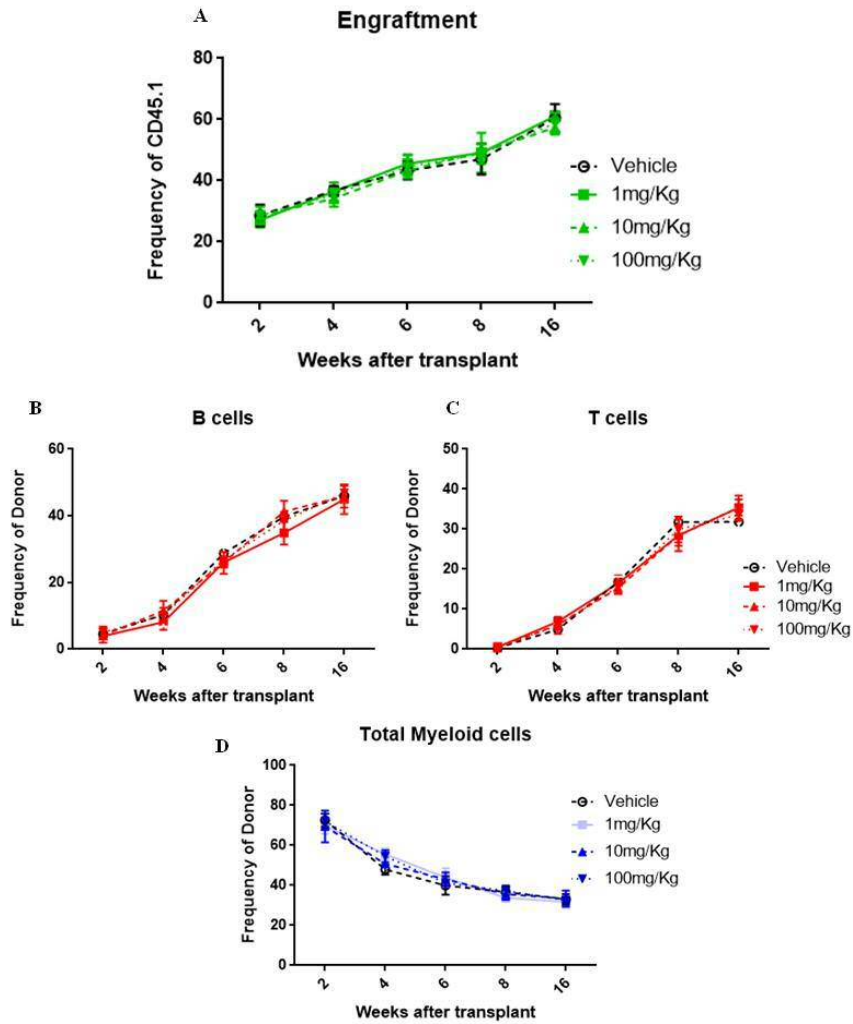 A
Engraftment
Frequency of CD45.1
80
60
40
20
0
2
4
6
8
16
Weeks after transplant
Vehicle
1mg/Kg
10mg/Kg
100mg/Kg
B
B cells
Frequency of Donor
60
40
20
0
2
4
6
8
16
Weeks after transplant
C
T cells
Frequency of Donor
50
40
30
20
10
0
2
4
6
8
16
Weeks after transplant
Vehicle
1mg/Kg
10mg/Kg
100mg/Kg
D
Total Myeloid cells
Frequency of Donor
100
80
60
40
20
0
2
4
6
8
16
Weeks after transplant
Vehicle
1mg/Kg
10mg/Kg
100mg/Kg